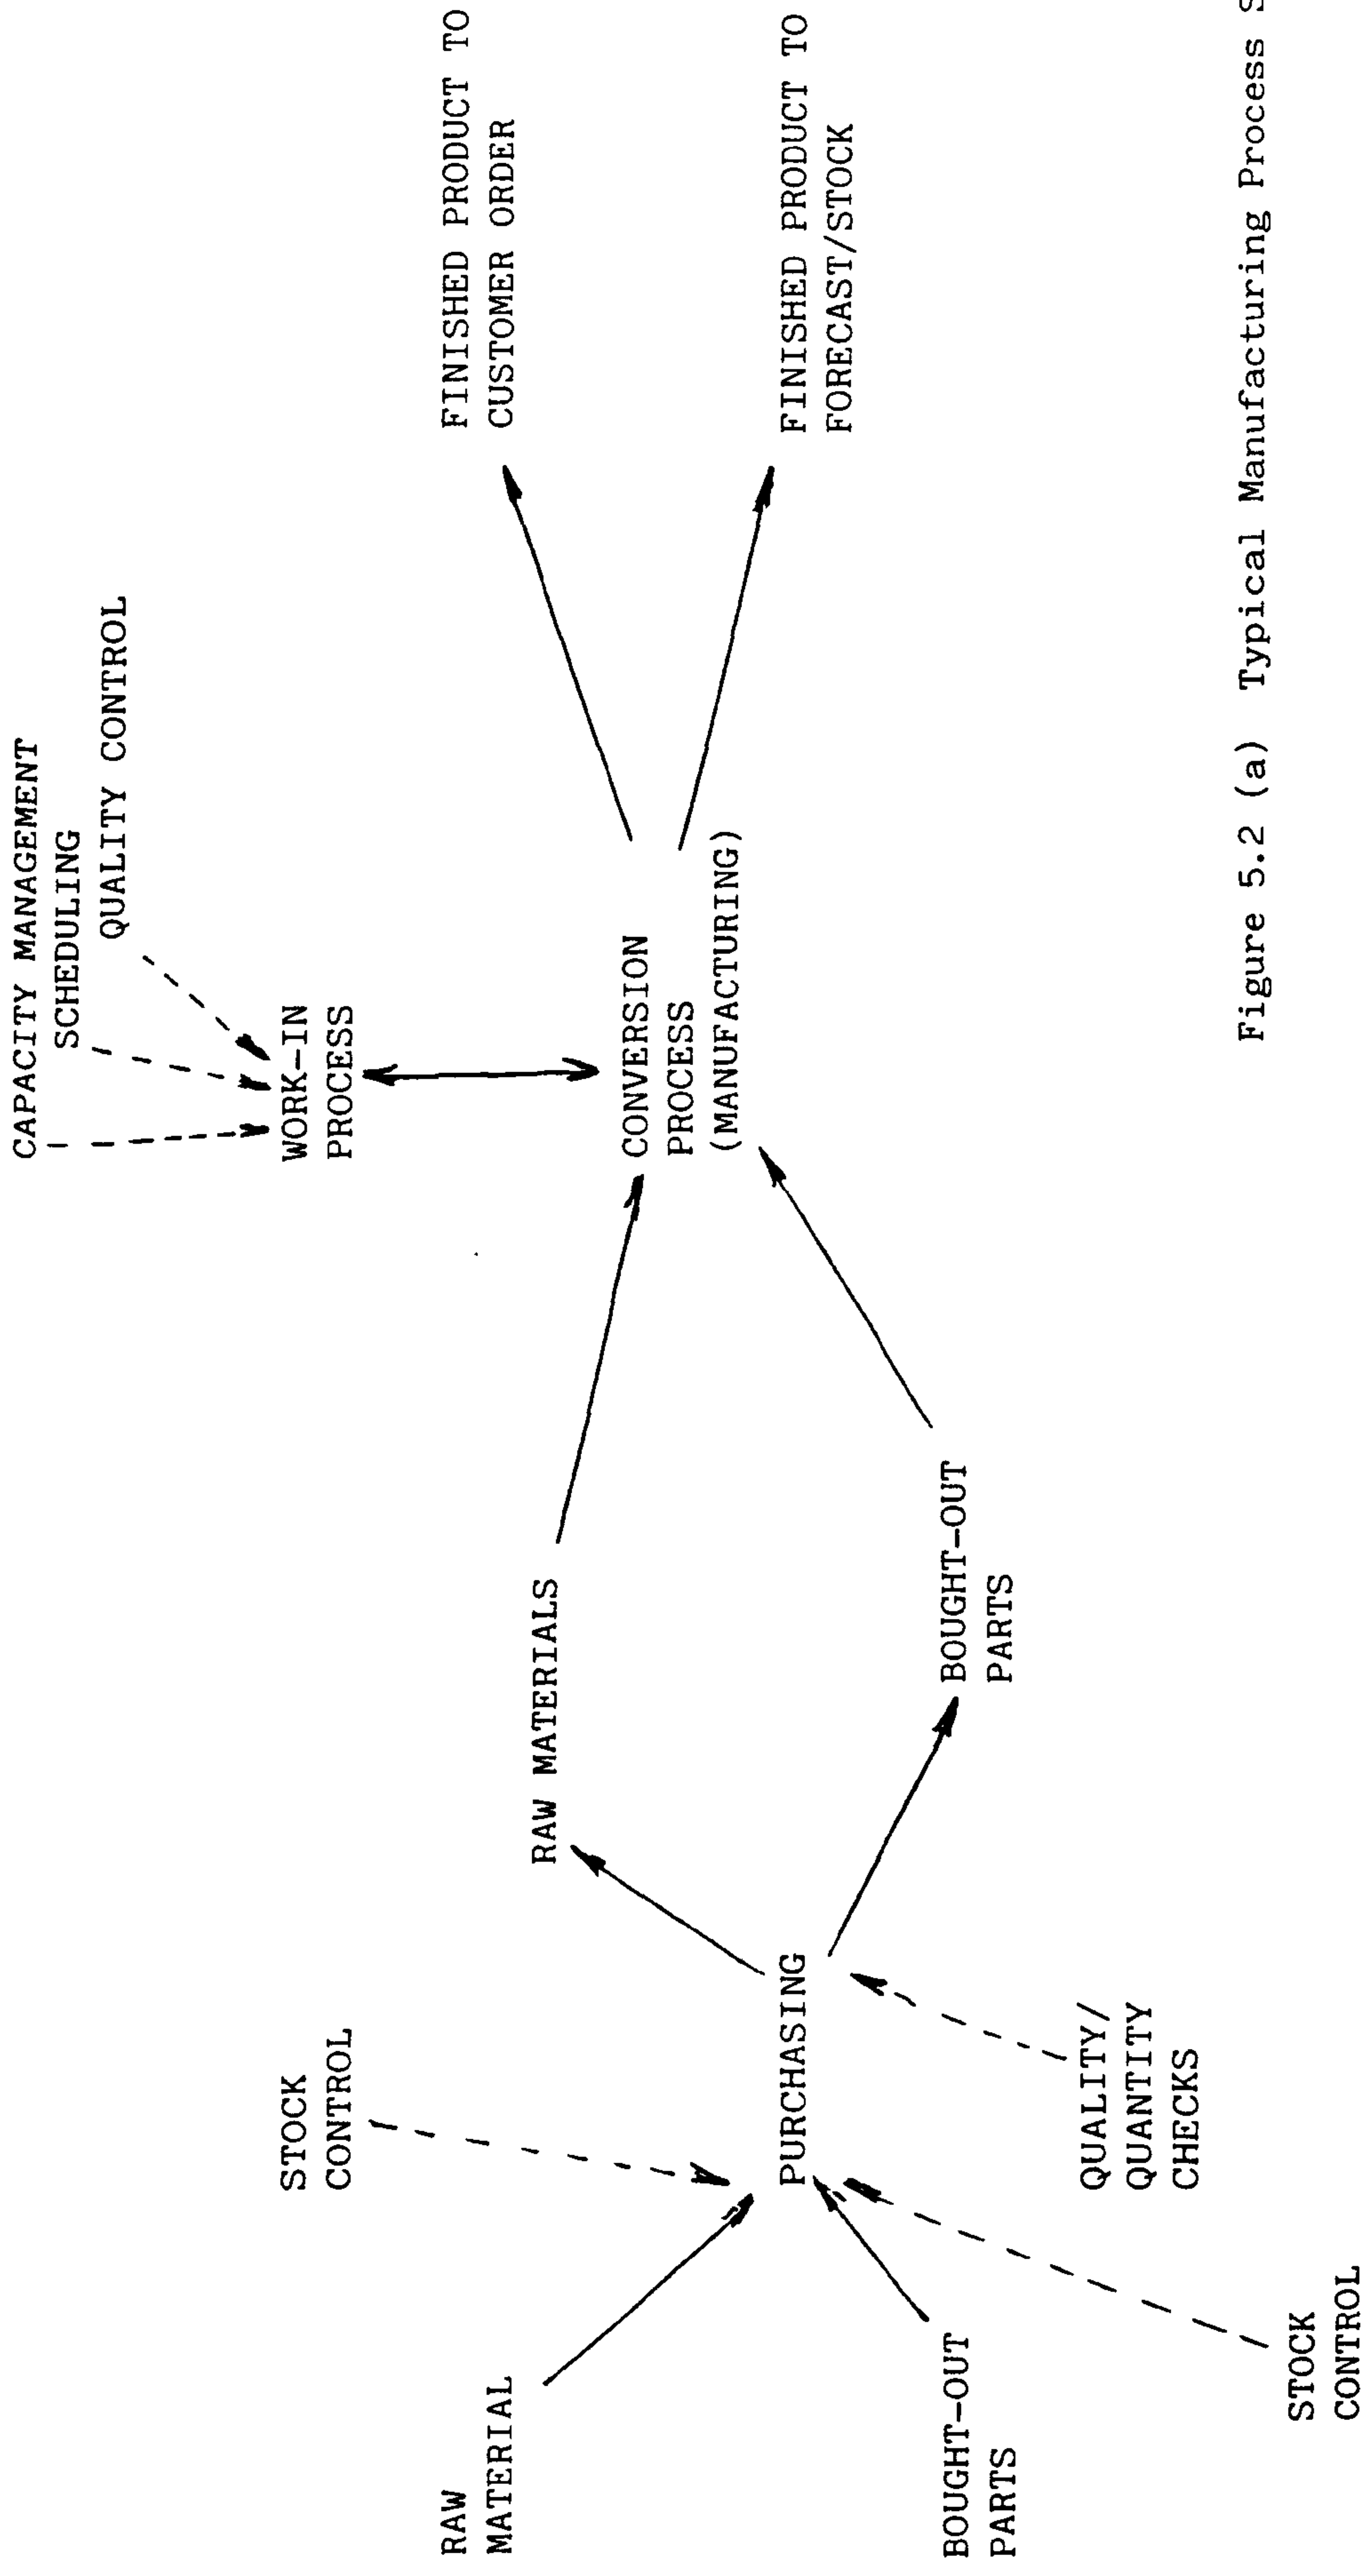 CAPACITY MANAGEMENT
SCHEDULING
QUALITY CONTROL
STOCK
CONTROL
WORK-IN
PROCESS
RAW
MATERIAL
RAW MATERIALS
FINISHED PRODUCT TO
CUSTOMER ORDER
PURCHASING
CONVERSION
PROCESS
(MANUFACTURING)
FINISHED PRODUCT TO
FORECAST/STOCK
BOUGHT-OUT
PARTS
BOUGHT-OUT
PARTS
QUALITY/
QUANTITY
CHECKS
STOCK
CONTROL
Figure 5.2 (a) Typical Manufacturing Process S